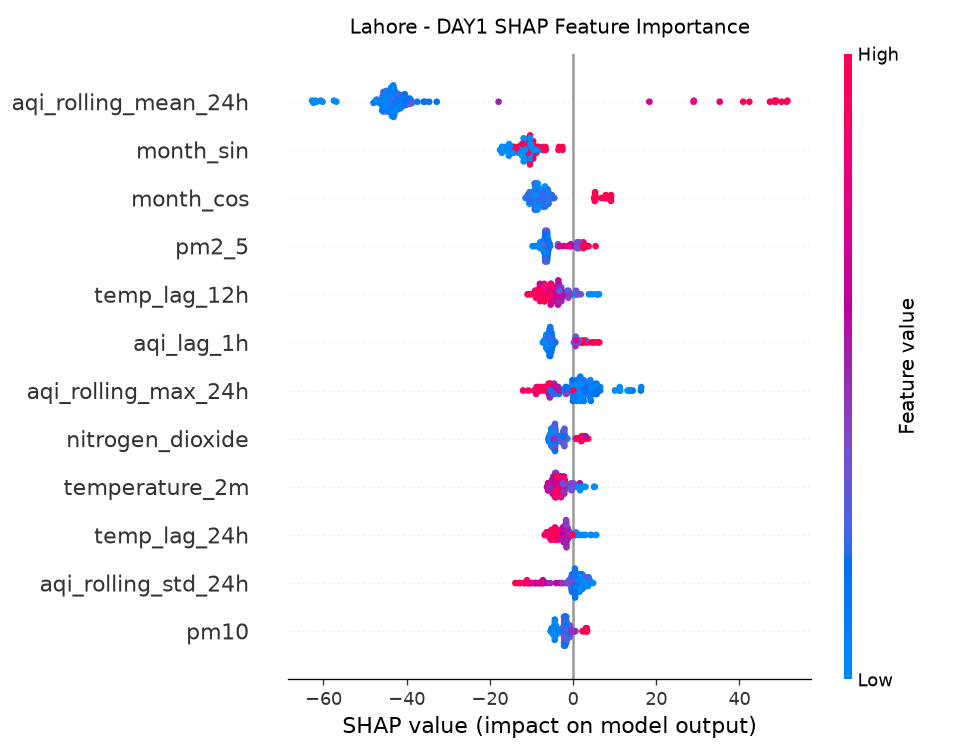 Lahore - DAY1 SHAP Feature Importance
High
aqi_rolling_mean_24h
month_sin
month_cos
pm2_5
temp_lag_12h
aqi_lag_1h
aqi_rolling_max_24h
nitrogen_dioxide
temperature_2m
temp_lag_24h
aqi_rolling_std_24h
pm10
Feature value
Low
−60 −40 −20 0 20 40
SHAP value (impact on model output)